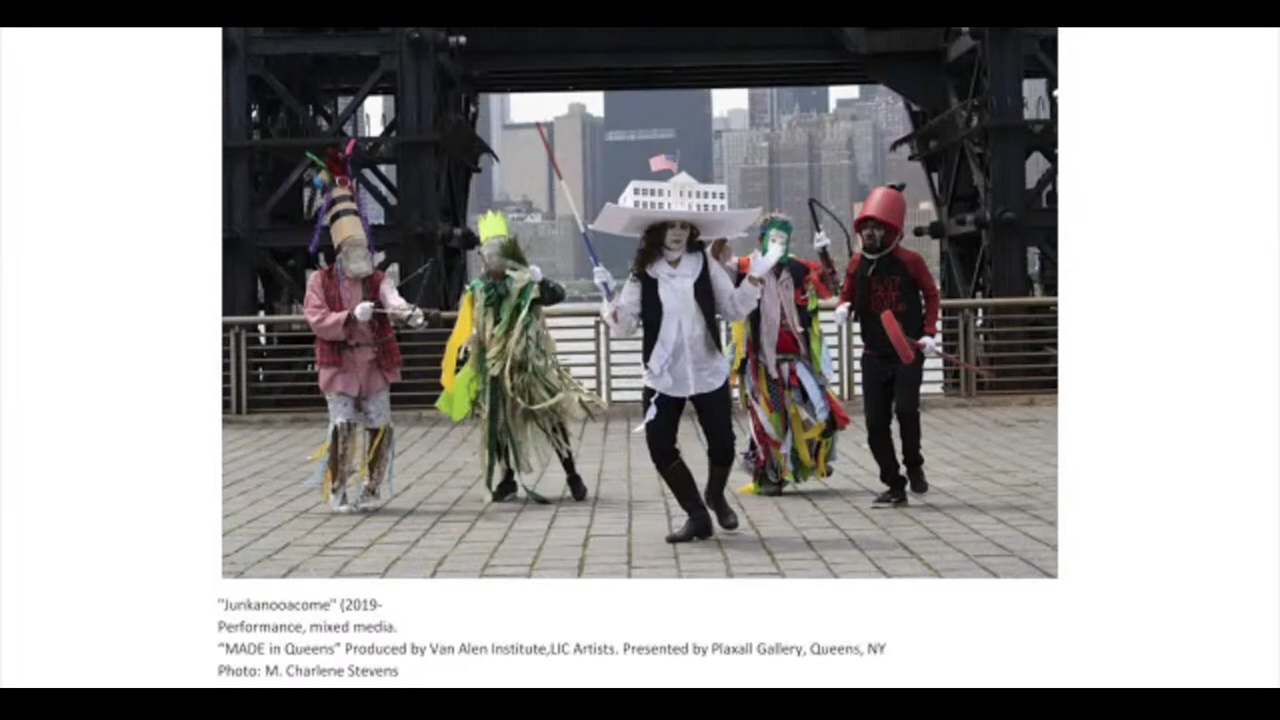 "Junkanooacome" (2019-
Performance, mixed media.
"MADE in Queens" Produced by Van Alen Institute,LIC Artists. Presented by Plaxall Gallery, Queens, NY
Photo: M. Charlene Stevens